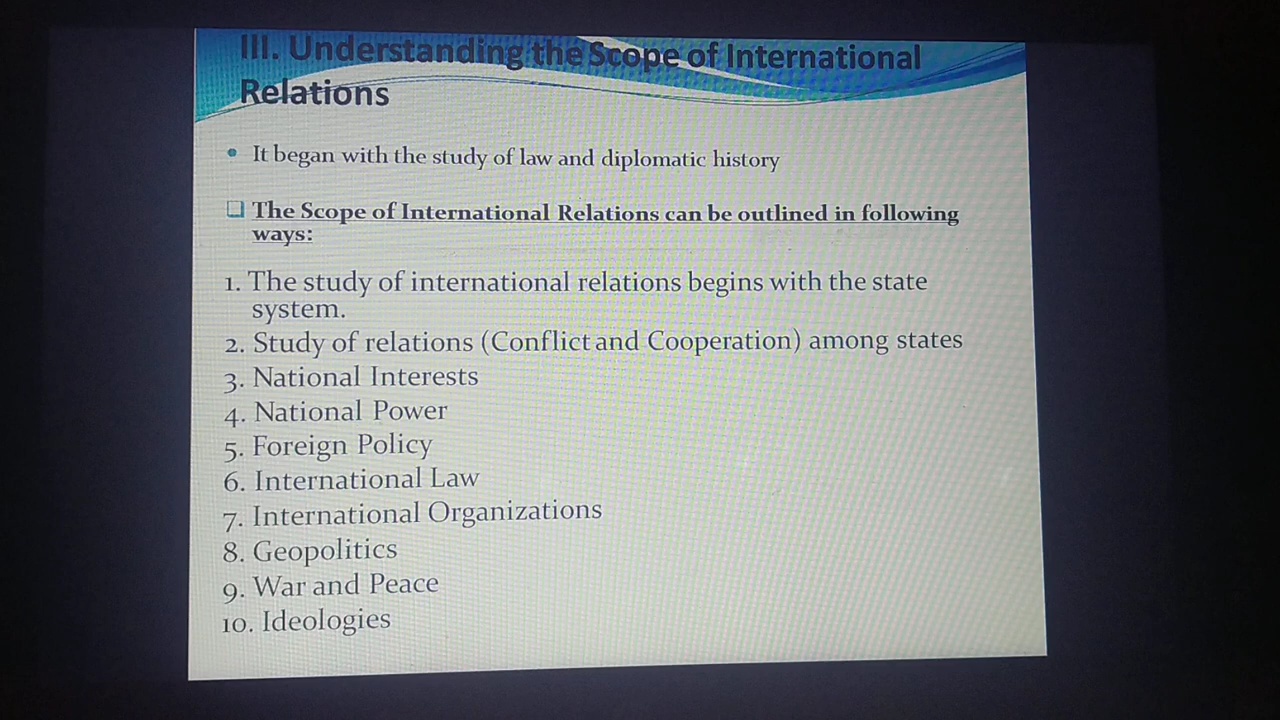 III. Understanding the Scope of International
Relations
• It began with the study of law and diplomatic history
❑ The Scope of International Relations can be outlined in following
ways:
1. The study of international relations begins with the state
system.
2. Study of relations (Conflict and Cooperation) among states
3. National Interests
4. National Power
5. Foreign Policy
6. International Law
7. International Organizations
8. Geopolitics
9. War and Peace
10. Ideologies